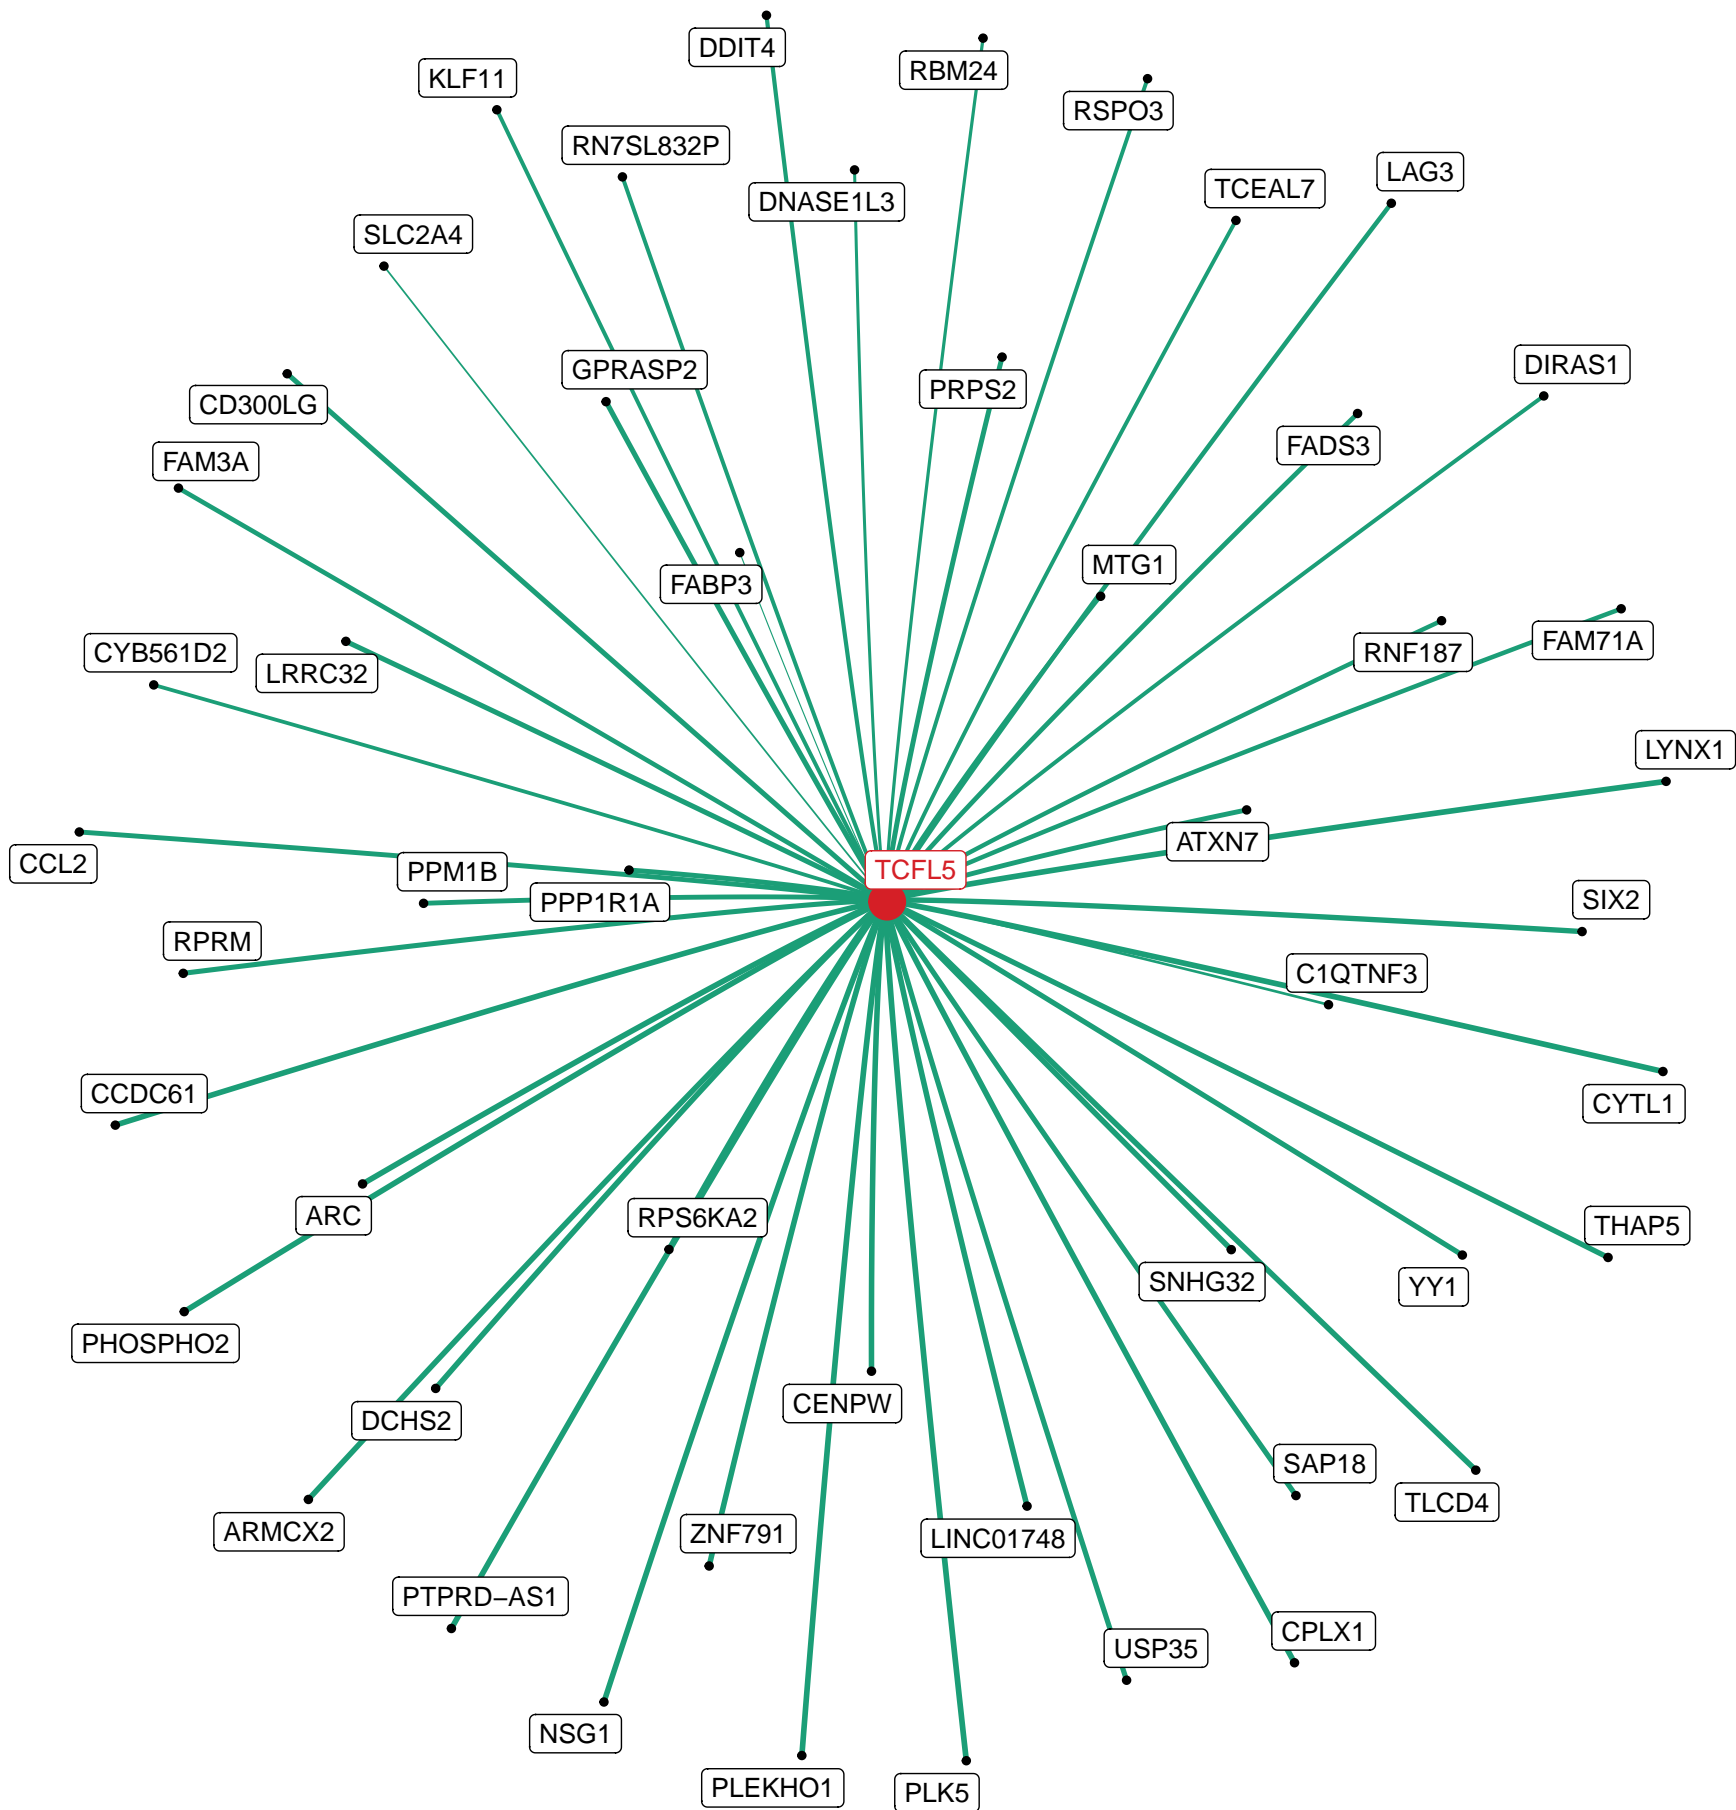 DDIT4
RBM24
KLF11
RSPO3
RN7SL832P
LAG3
TCEAL7
DNASE1L3
SLC2A4
DIRAS1
GPRASP2
PRPS2
CD300LG
FADS3
FAM3A
MTG1
FABP3
FAM71A
CYB561D2
RNF187
LRRC32
LYNX1
ATXN7
CCL2
TCFL5
PPM1B
SIX2
PPP1R1A
RPRM
C1QTNF3
CCDC61
CYTL1
ARC
RPS6KA2
THAP5
SNHG32
YY1
PHOSPHO2
CENPW
DCHS2
SAP18
TLCD4
ARMCX2
ZNF791
LINC01748
PTPRD−AS1
CPLX1
USP35
NSG1
PLEKHO1
PLK5